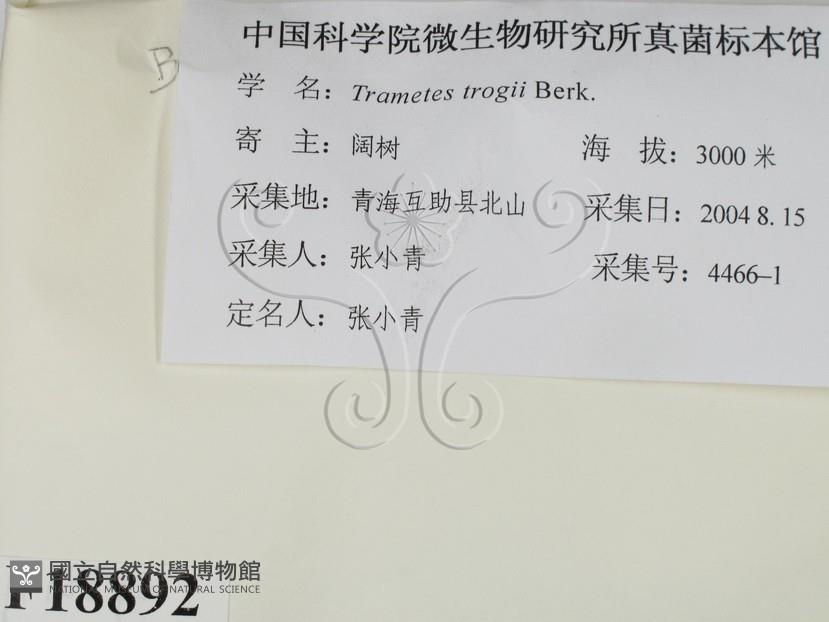 中国科学院微生物研究所真菌标本馆
B
学 名：Trametes trogii Berk.
寄 主：阔树 海 拔：3000 米
采集地：青海互助县北山 采集日：2004 8. 15
采集人：张小青 采集号：4466–1
定名人：张小青
國立自然科學博物館
NATIONAL MUSEUM OF NATURAL SCIENCE
F18892